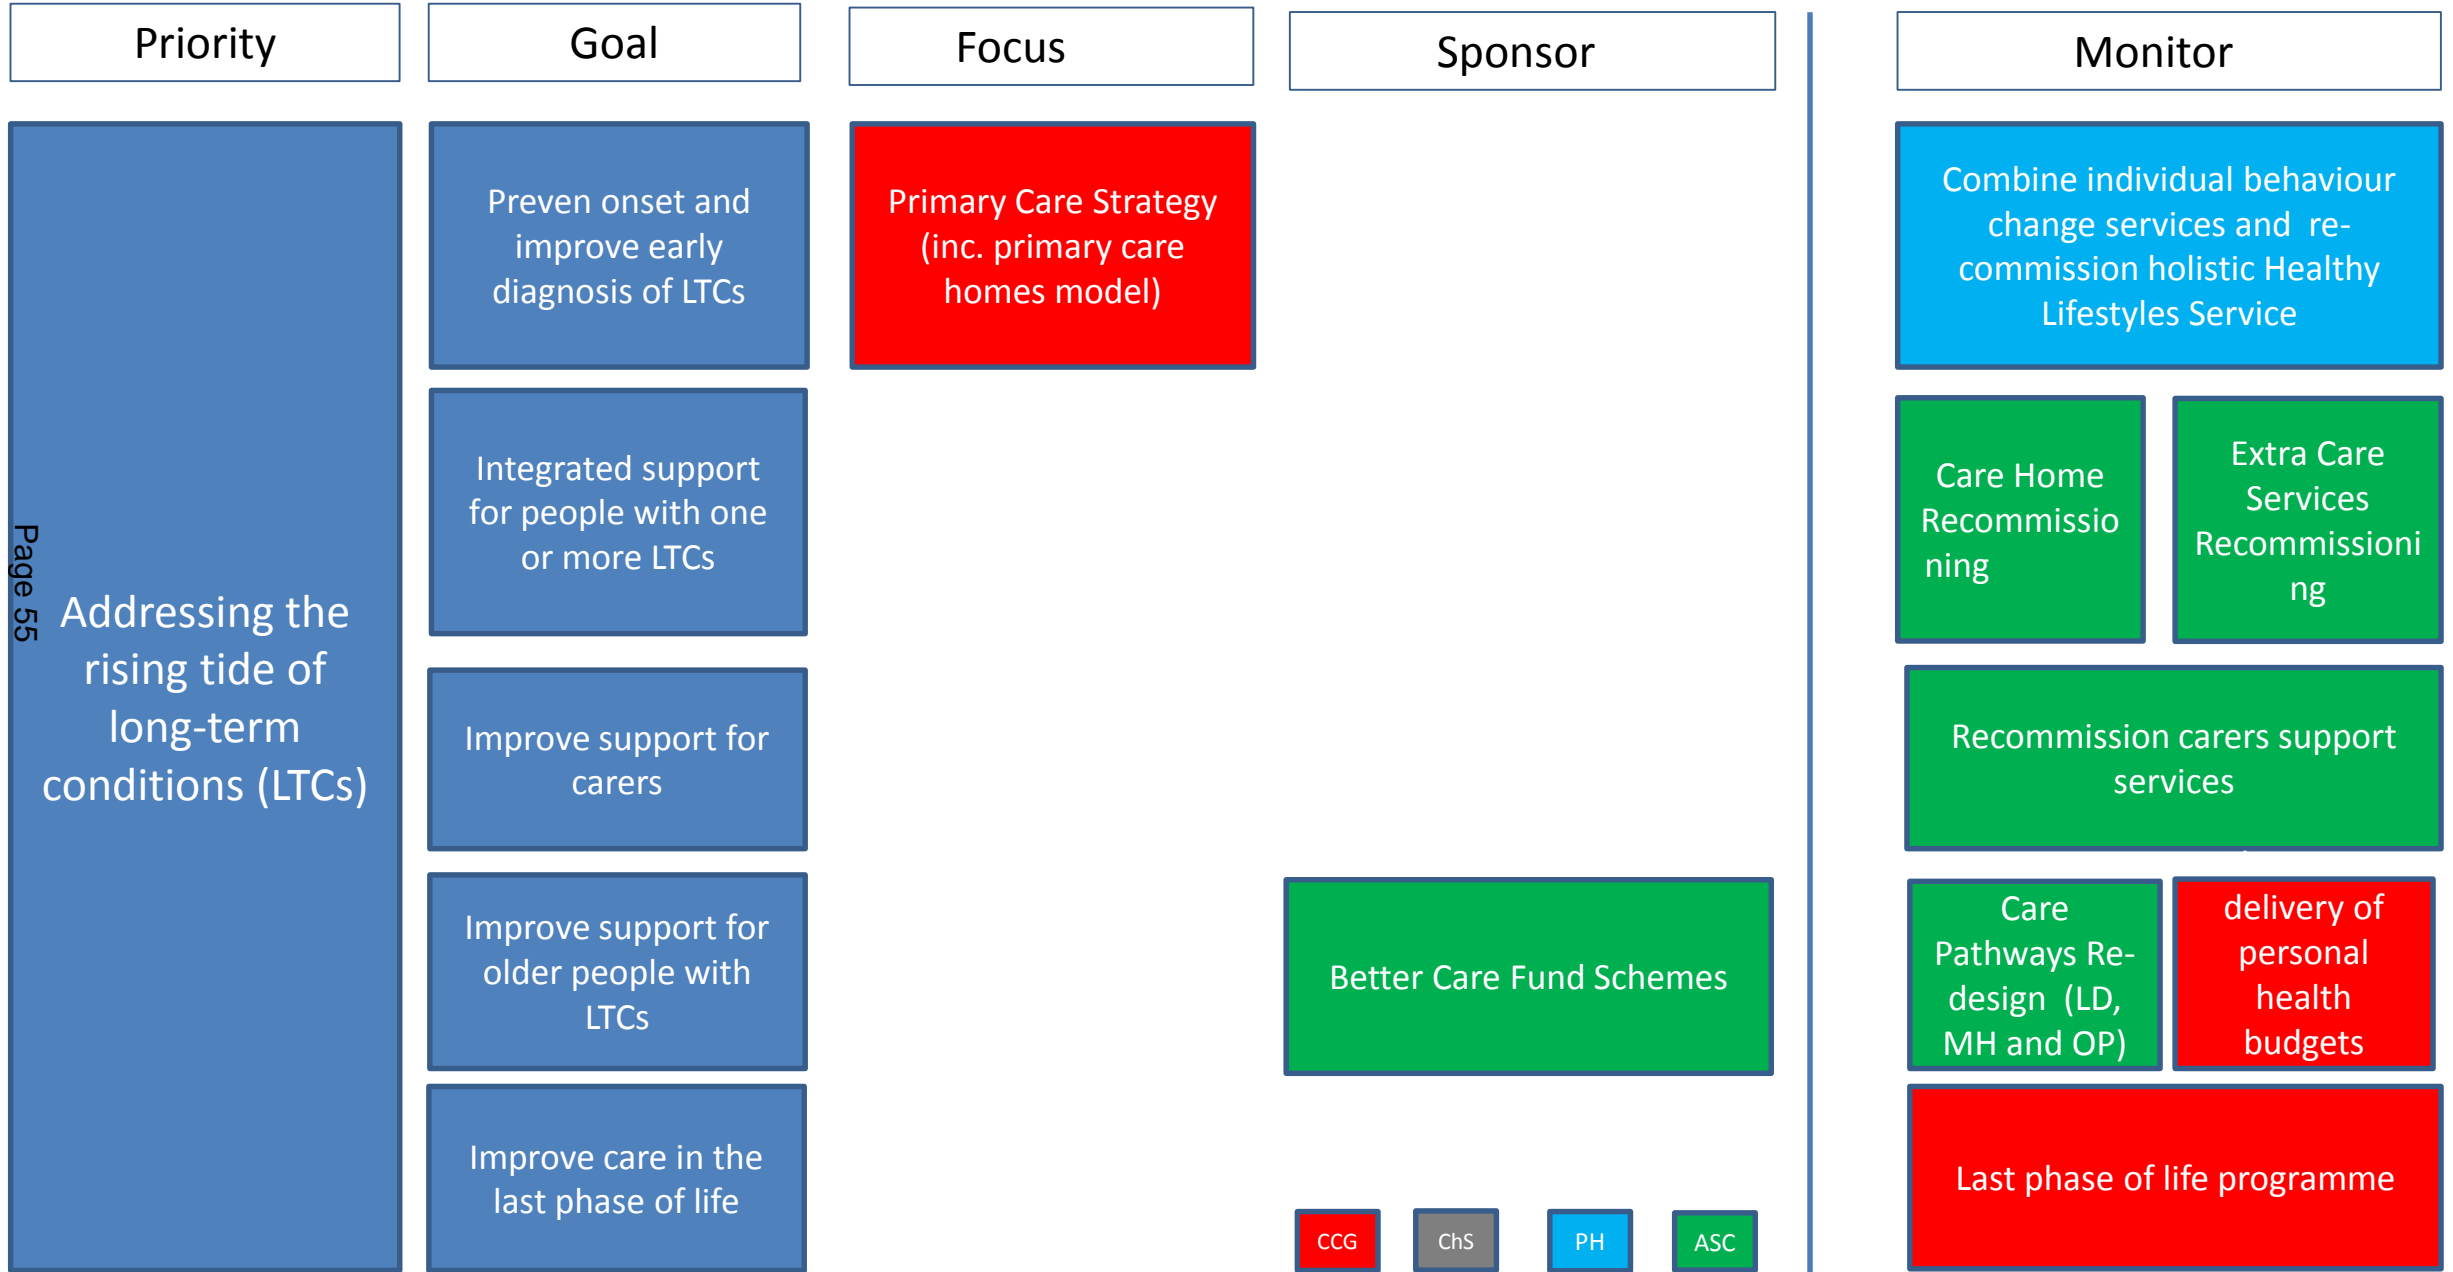 Priority
Goal
Focus
Sponsor
Monitor
Page 55
Addressing the
rising tide of
long-term
conditions (LTCs)
Preven onset and
improve early
diagnosis of LTCs
Primary Care Strategy
(inc. primary care
homes model)
Combine individual behaviour
change services and re-
commission holistic Healthy
Lifestyles Service
Integrated support
for people with one
or more LTCs
Care Home
Recommissio
ning
Extra Care
Services
Recommissioni
ng
Improve support for
carers
Recommission carers support
services
Improve support for
older people with
LTCs
Better Care Fund Schemes
Care
Pathways Re-
design (LD,
MH and OP)
delivery of
personal
health
budgets
Improve care in the
last phase of life
Last phase of life programme
CCG
ChS
PH
ASC